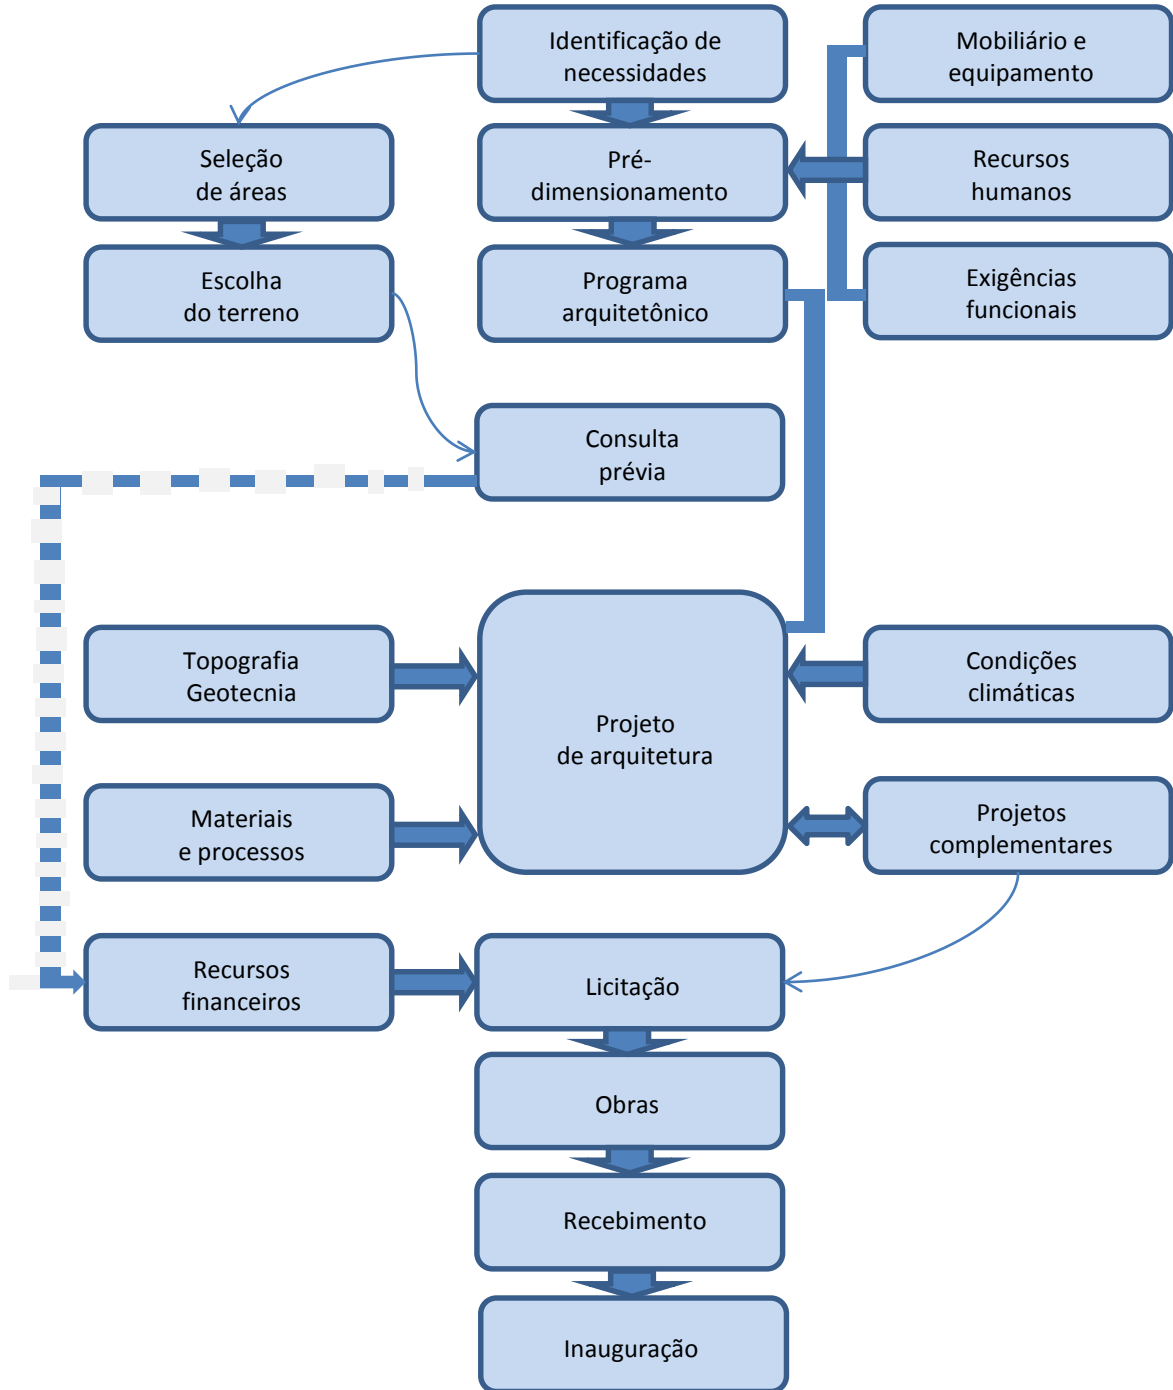 Identificação de
necessidades
Mobiliário e
equipamento
Seleção
de áreas
Pré-
dimensionamento
Recursos
humanos
Escolha
do terreno
Programa
arquitetônico
Exigências
funcionais
Consulta
prévia
Topografia
Geotecnia
Projeto
de arquitetura
Condições
climáticas
Materiais
e processos
Projetos
complementares
Recursos
financeiros
Licitação
Obras
Recebimento
Inauguração